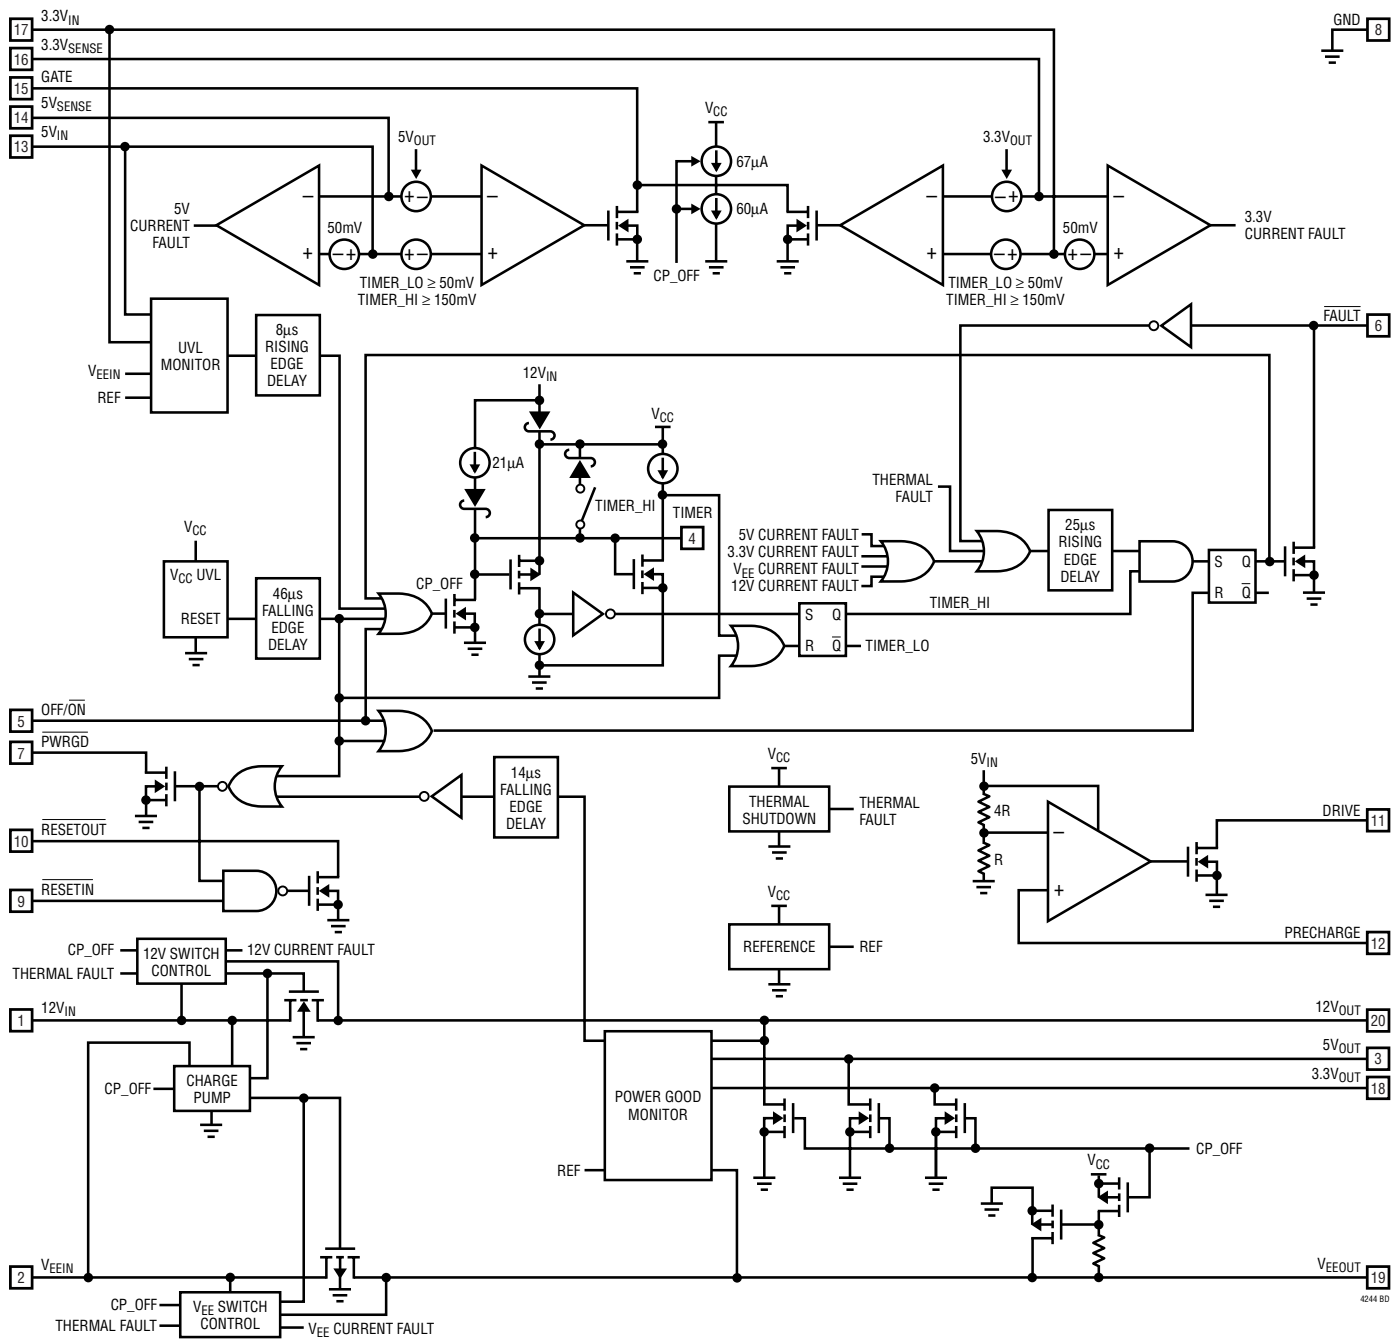 17 3.3VIN
16 3.3VSENSE
15 GATE
14 5VSENSE
13 5VIN
GND 8
5VOUT
VCC
3.3VOUT
67µA
60µA
CP_OFF
− + − − + −
+ − + − + + − + − + +
50mV
50mV
5V
CURRENT
FAULT
3.3V
CURRENT FAULT
TIMER_LO ≥ 50mV
TIMER_HI ≥ 150mV
TIMER_LO ≥ 50mV
TIMER_HI ≥ 150mV
FAULT 6
UVL
MONITOR
VEEIN
REF
8µs
RISING
EDGE
DELAY
12VIN
VCC
21µA
TIMER_HI
TIMER
4
THERMAL
FAULT
5V CURRENT FAULT
3.3V CURRENT FAULT
VEE CURRENT FAULT
12V CURRENT FAULT
25µs
RISING
EDGE
DELAY
S Q
R Q
VCC
VCC UVL
RESET
46µs
FALLING
EDGE
DELAY
CP_OFF
S Q
R Q
TIMER_HI
TIMER_LO
5 OFF/ON
7 PWRGD
10 RESETOUT
9 RESETIN
14µs
FALLING
EDGE
DELAY
VCC
THERMAL
SHUTDOWN
THERMAL
FAULT
VCC
REFERENCE
REF
5VIN
4R
R
−
+
DRIVE 11
PRECHARGE 12
CP_OFF
THERMAL FAULT
12V SWITCH
CONTROL
12V CURRENT FAULT
1 12VIN
12VOUT 20
5VOUT 3
3.3VOUT 18
CP_OFF
CHARGE
PUMP
POWER GOOD
MONITOR
REF
CP_OFF
VCC
2 VEEIN
VEEOUT 19
CP_OFF
THERMAL FAULT
VEE SWITCH
CONTROL
VEE CURRENT FAULT
4244 BD